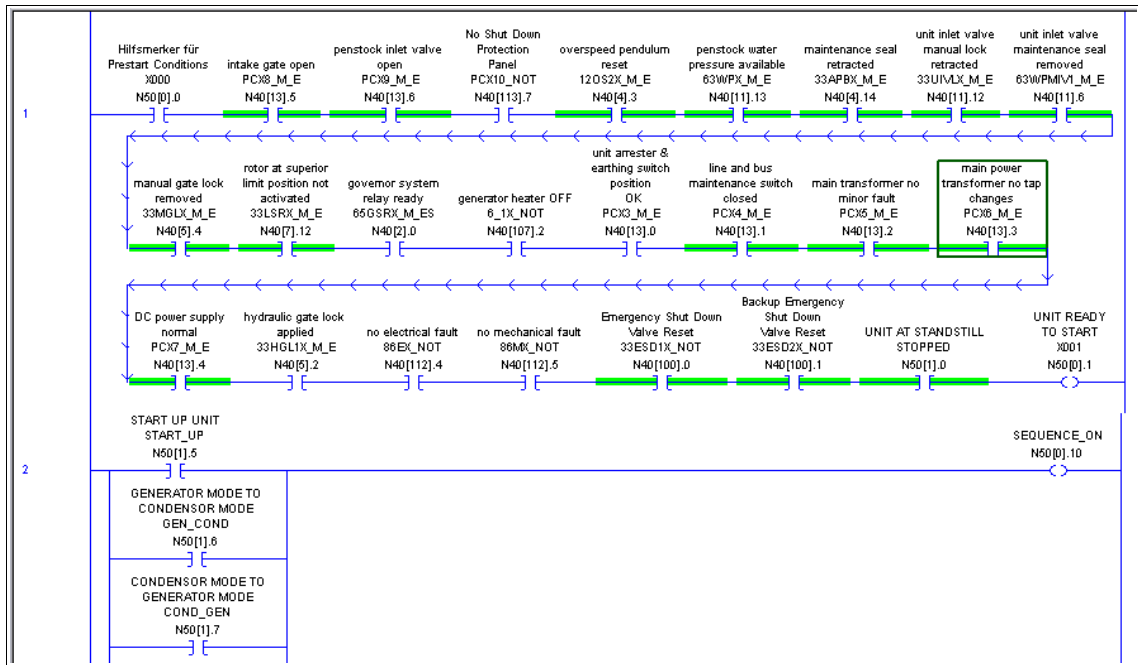 1
Hilfsmerker für
Prestart Conditions
X000
N50[0].0
intake gate open
PCX8_M_E
N40[13].5
penstock inlet valve
open
PCX9_M_E
N40[13].6
No Shut Down
Protection
Panel
PCX10_NOT
N40[113].7
overspeed pendulum
reset
12OS2X_M_E
N40[4].3
penstock water
pressure available
63WPX_M_E
N40[11].13
maintenance seal
retracted
33APBX_M_E
N40[4].14
unit inlet valve
manual lock
retracted
33UIVLX_M_E
N40[11].12
unit inlet valve
maintenance seal
removed
63WPMIV1_M_E
N40[11].6
manual gate lock
removed
33MGLX_M_E
N40[5].4
rotor at superior
limit position not
activated
33LSRX_M_E
N40[7].12
governor system
relay ready
65GSRX_M_ES
N40[2].0
generator heater OFF
6_1X_NOT
N40[107].2
unit arrester &
earthing switch
position
OK
PCX3_M_E
N40[13].0
line and bus
maintenance switch
closed
PCX4_M_E
N40[13].1
main transformer no
minor fault
PCX5_M_E
N40[13].2
main power
transformer no tap
changes
PCX6_M_E
N40[13].3
DC power supply
normal
PCX7_M_E
N40[13].4
hydraulic gate lock
applied
33HGL1X_M_E
N40[5].2
no electrical fault
86EX_NOT
N40[112].4
no mechanical fault
86MX_NOT
N40[112].5
Emergency Shut Down
Valve Reset
33ESD1X_NOT
N40[100].0
Backup Emergency
Shut Down
Valve Reset
33ESD2X_NOT
N40[100].1
UNIT AT STANDSTILL
STOPPED
N50[1].0
UNIT READY
TO START
X001
N50[0].1
2
START UP UNIT
START_UP
N50[1].5
SEQUENCE_ON
N50[0].10
GENERATOR MODE TO
CONDENSOR MODE
GEN_COND
N50[1].6
CONDENSOR MODE TO
GENERATOR MODE
COND_GEN
N50[1].7